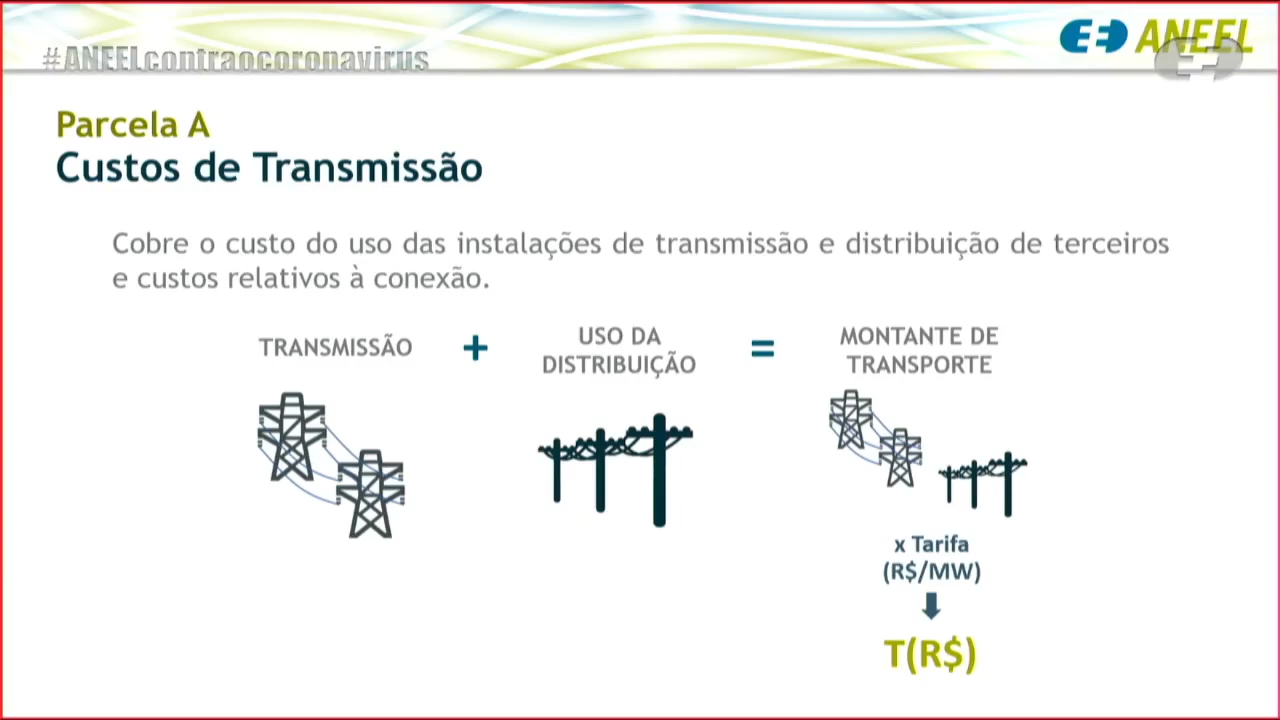 #ANEELcontraocoronavirus
ANEEL
Parcela A
Custos de Transmissão
Cobre o custo do uso das instalações de transmissão e distribuição de terceiros
e custos relativos à conexão.
TRANSMISSÃO
+
USO DA
DISTRIBUIÇÃO
=
MONTANTE DE
TRANSPORTE
x Tarifa
(R$/MW)
T(R$)